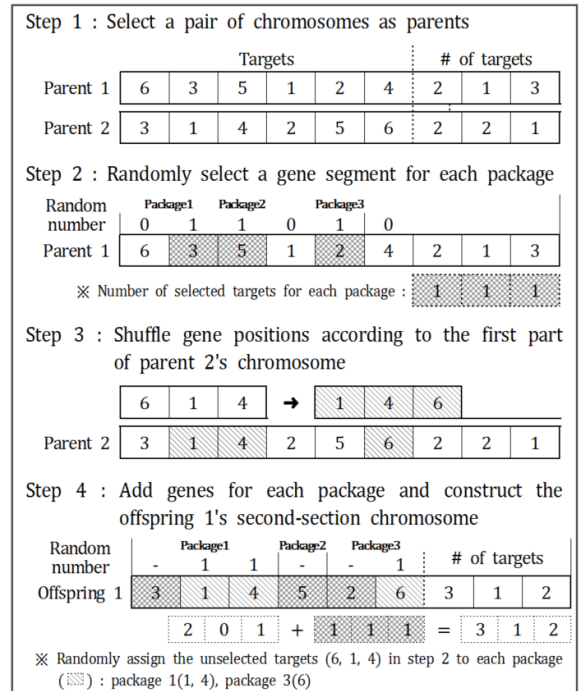 Step 1 : Select a pair of chromosomes as parents
Targets # of targets
Parent 1 6 3 5 1 2 4 2 1 3
Parent 2 3 1 4 2 5 6 2 2 1
Step 2 : Randomly select a gene segment for each package
Random Package1 Package2 Package3
number 0 1 1 0 1 0
Parent 1 6 3 5 1 2 4 2 1 3
※ Number of selected targets for each package : 1 1 1
Step 3 : Shuffle gene positions according to the first part
of parent 2's chromosome
6 1 4 → 1 4 6
Parent 2 3 1 4 2 5 6 2 2 1
Step 4 : Add genes for each package and construct the
offspring 1's second-section chromosome
Random Package1 Package2 Package3
number - 1 1 - - 1 # of targets
Offspring 1 3 1 4 5 2 6 3 1 2
2 0 1 + 1 1 1 = 3 1 2
※ Randomly assign the unselected targets (6, 1, 4) in step 2 to each package
( ) : package 1(1, 4), package 3(6)